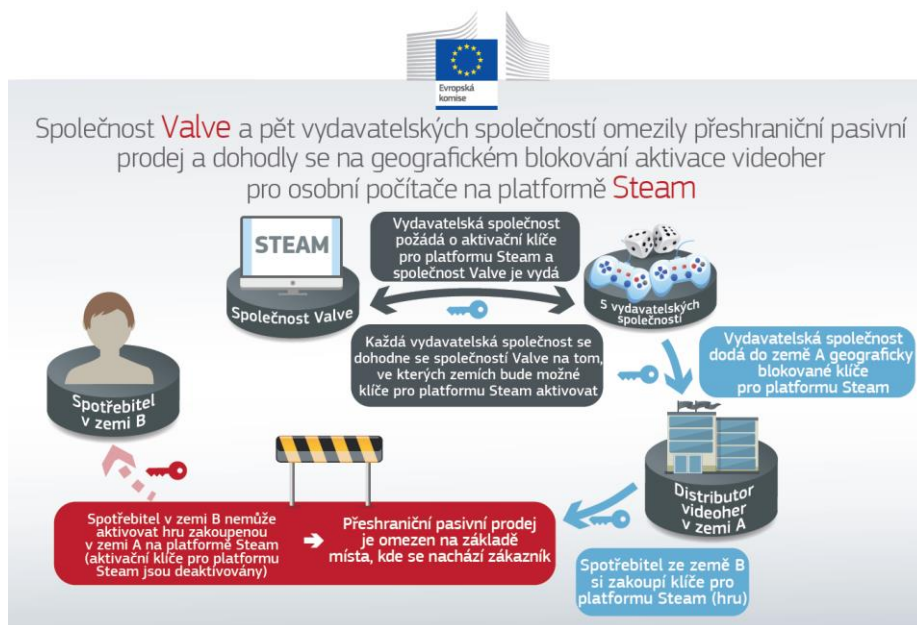 Evropská
komise
Společnost Valve a pět vydavatelských společností omezily přeshraniční pasivní
prodej a dohodly se na geografickém blokování aktivace videoher
pro osobní počítače na platformě Steam
STEAM
Společnost Valve
Vydavatelská společnost
požádá o aktivační klíče
pro platformu Steam a
společnost Valve je vydá
5 vydavatelských
společností
Každá vydavatelská společnost se
dohodne se společností Valve na tom,
ve kterých zemích bude možné
klíče pro platformu Steam aktivovat
Vydavatelská společnost
dodá do země A geograficky
blokované klíče
pro platformu Steam
Spotřebitel
v zemi B
Distributor
videoher
v zemi A
Spotřebitel v zemi B nemůže
aktivovat hru zakoupenou
v zemi A na platformě Steam
(aktivační klíče pro platformu
Steam jsou deaktivovány)
Přeshraniční pasivní prodej
je omezen na základě
místa, kde se nachází zákazník
Spotřebitel ze země B
si zakoupí klíče pro
platformu Steam (hru)